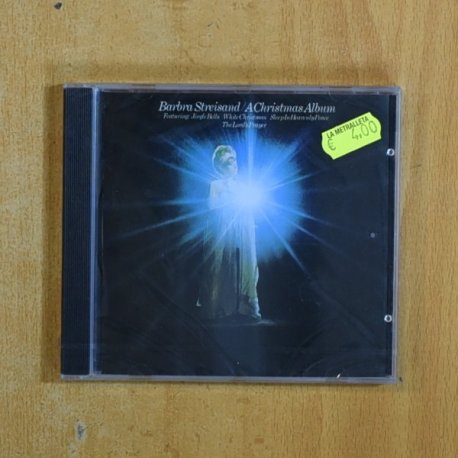 Barbra Streisand / A Christmas Album
Featuring: Jingle Bells White Christmas Sleep In Heavenly Peace
The Lord's Prayer
LA METRALLETA
€ 4,00